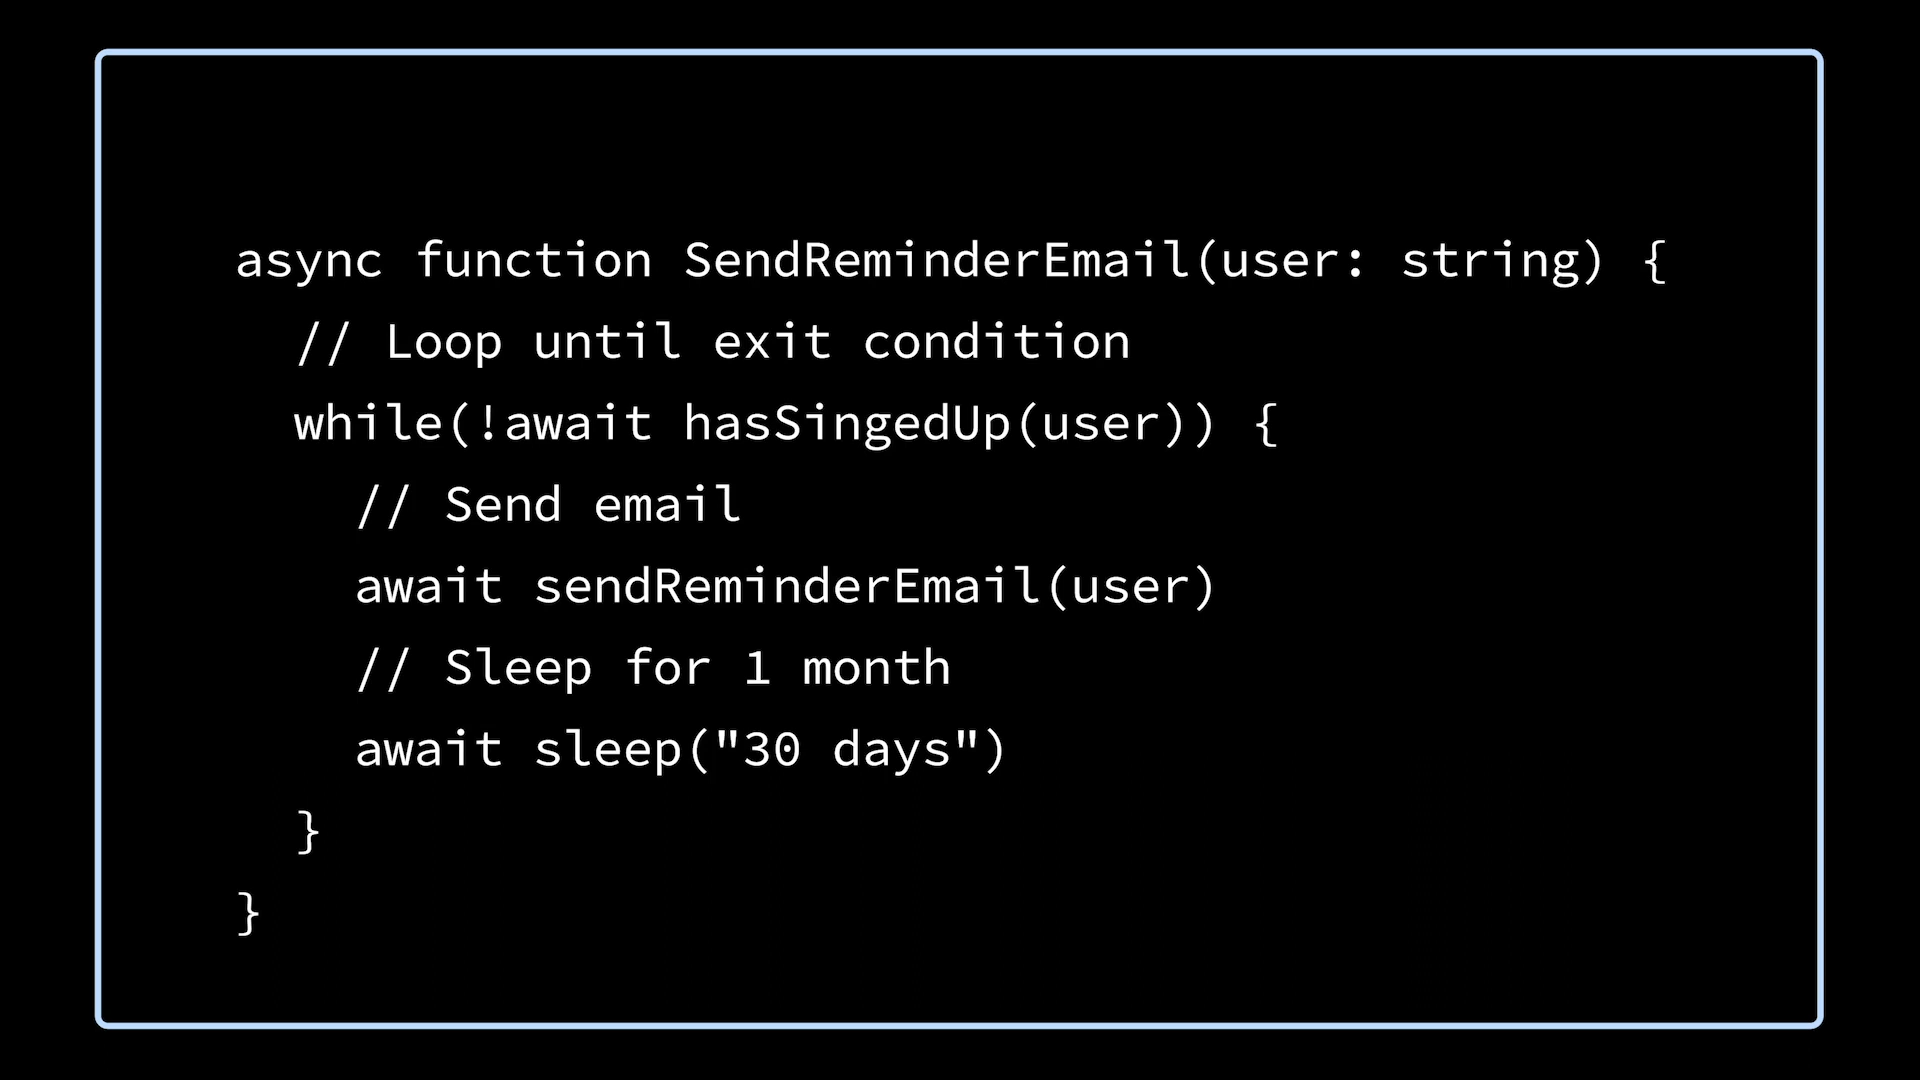 async function SendReminderEmail(user: string) {
// Loop until exit condition
while(!await hasSingedUp(user)) {
// Send email
await sendReminderEmail(user)
// Sleep for 1 month
await sleep("30 days")
}
}